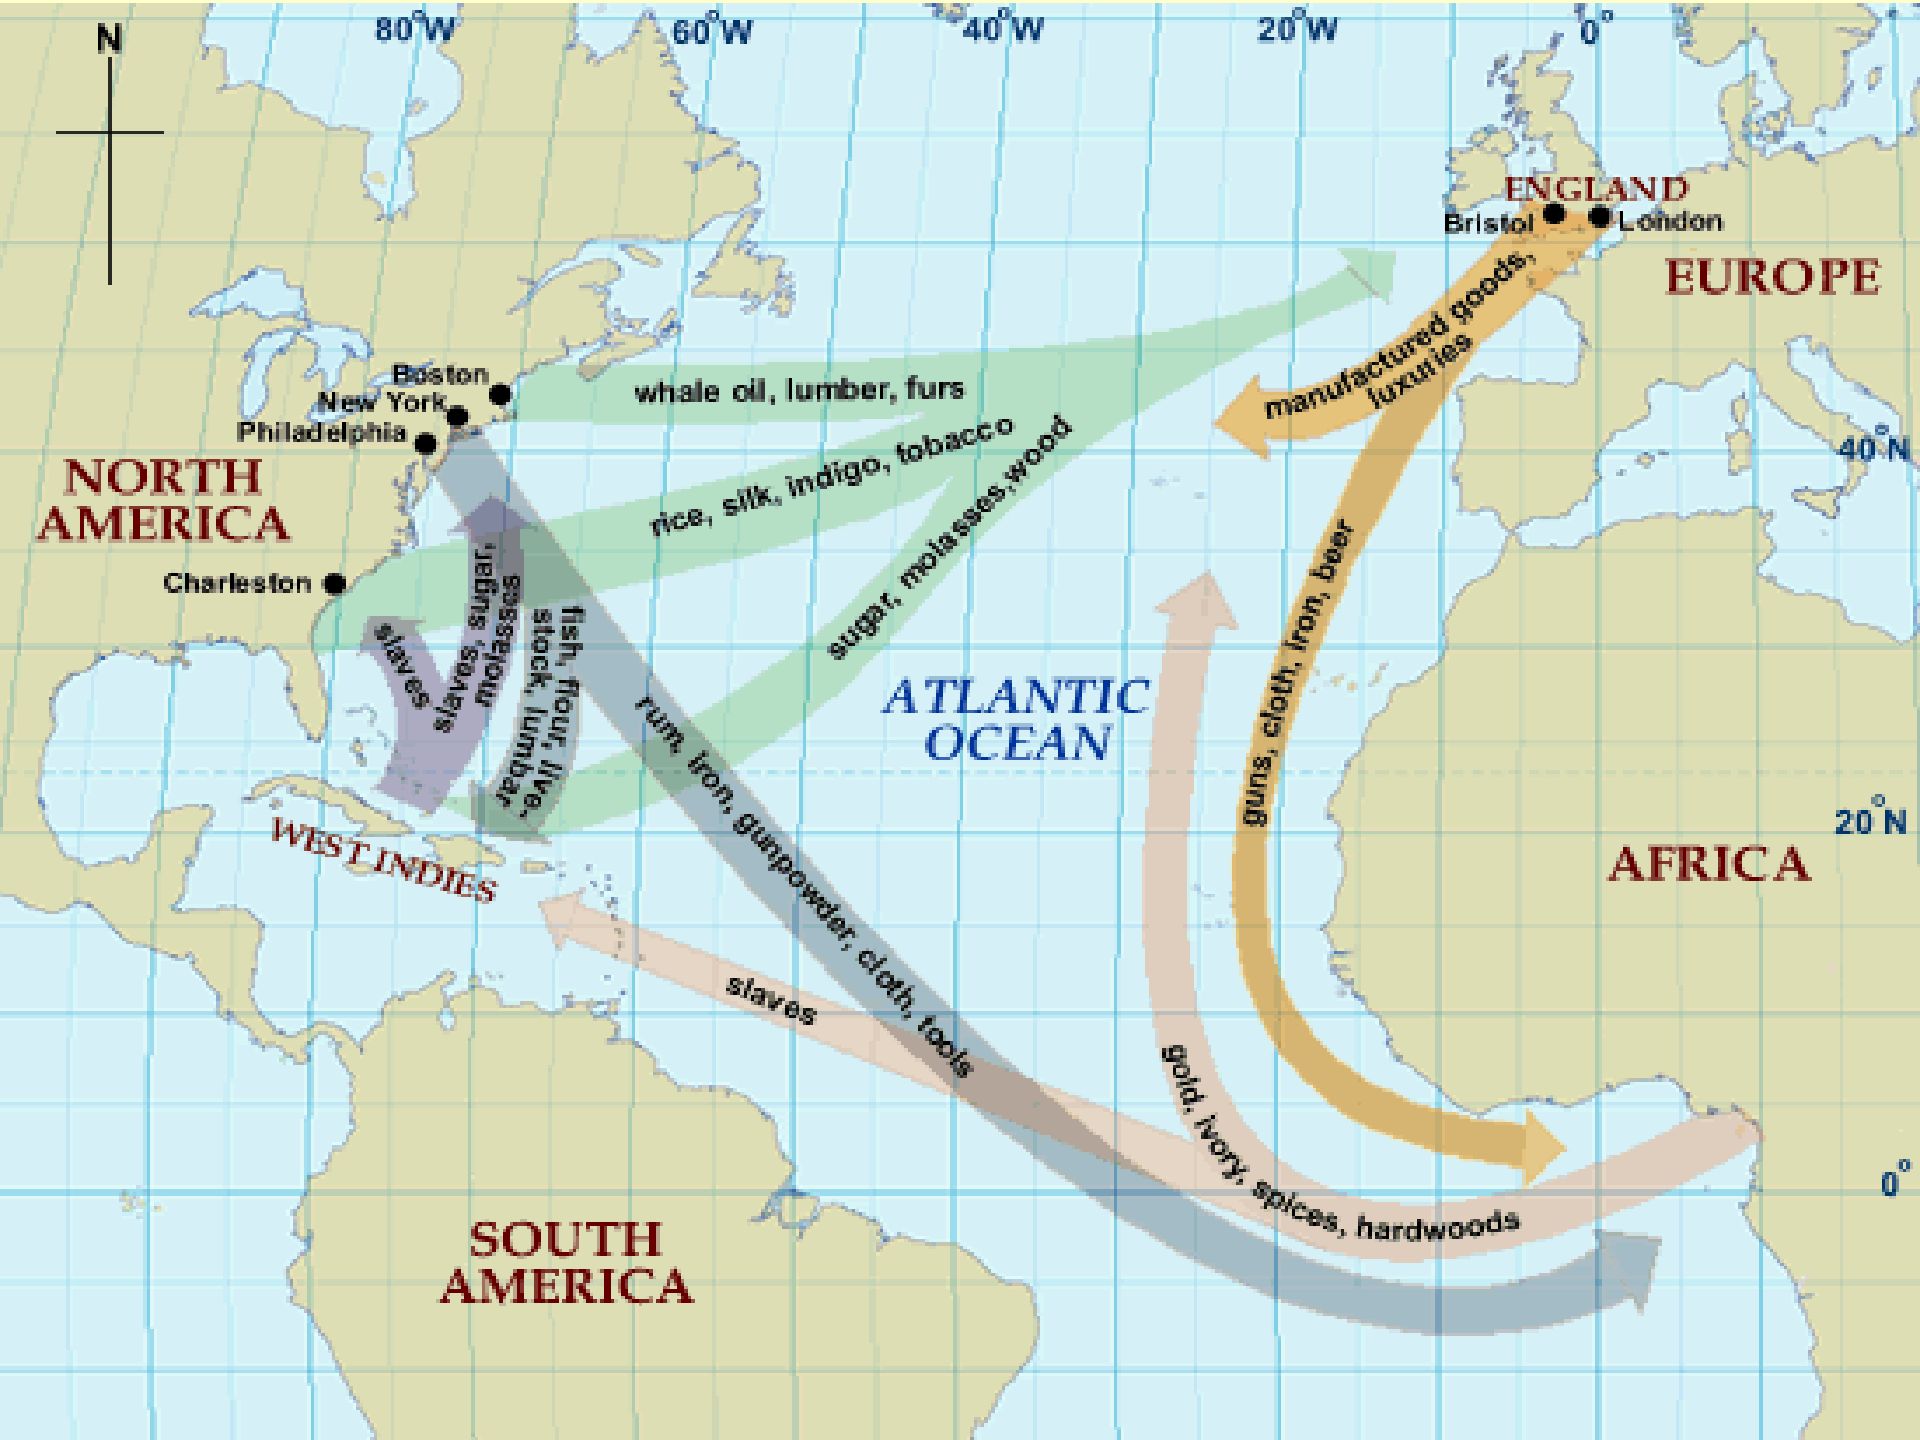 N
80°W
60°W
40°W
20°W
0°
ENGLAND
Bristol
London
EUROPE
manufactured goods,
luxuries
Boston
New York
Philadelphia
whale oil, lumber, furs
rice, silk, indigo, tobacco
sugar, molasses,wood
40°N
NORTH
AMERICA
Charleston
slaves
slaves, sugar,
molasses
fish, flour, live,
stock, lumbar
guns, cloth, iron, beer
ATLANTIC
OCEAN
rum, iron, gunpowder, cloth, tools
20°N
WEST INDIES
AFRICA
slaves
gold, ivory, spices, hardwoods
0°
SOUTH
AMERICA